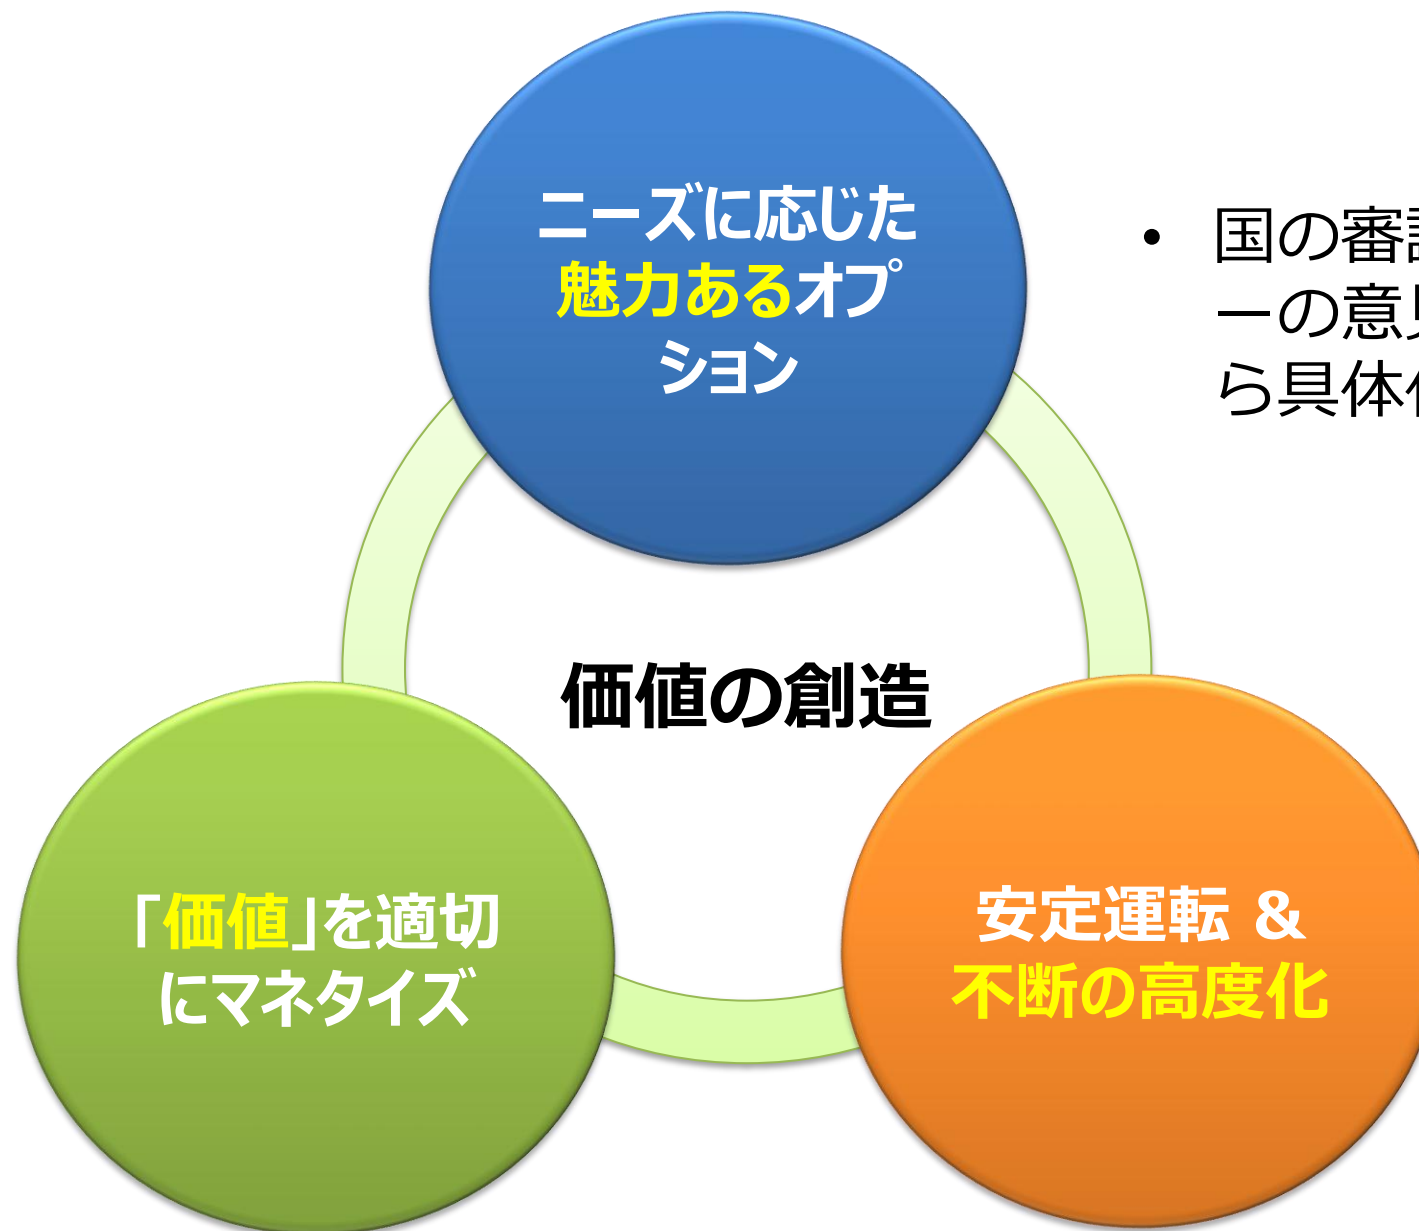 ニーズに応じた
魅力あるオプ
ション
• 国の審
ーの意
ら具体
価値の創造
「価値」を適切
にマネタイズ
安定運転 &
不断の高度化